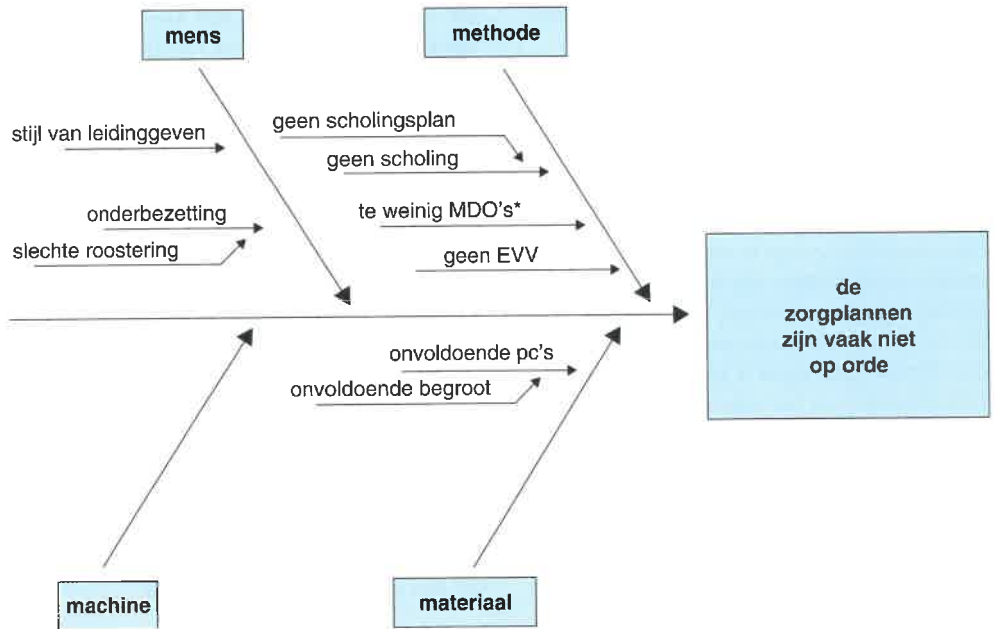 mens
methode
stijl van leidinggeven
geen scholingsplan
geen scholing
onderbezetting
te weinig MDO's*
slechte roostering
geen EVV
de
zorgplannen
zijn vaak niet
op orde
onvoldoende pc's
onvoldoende begroot
machine
materiaal